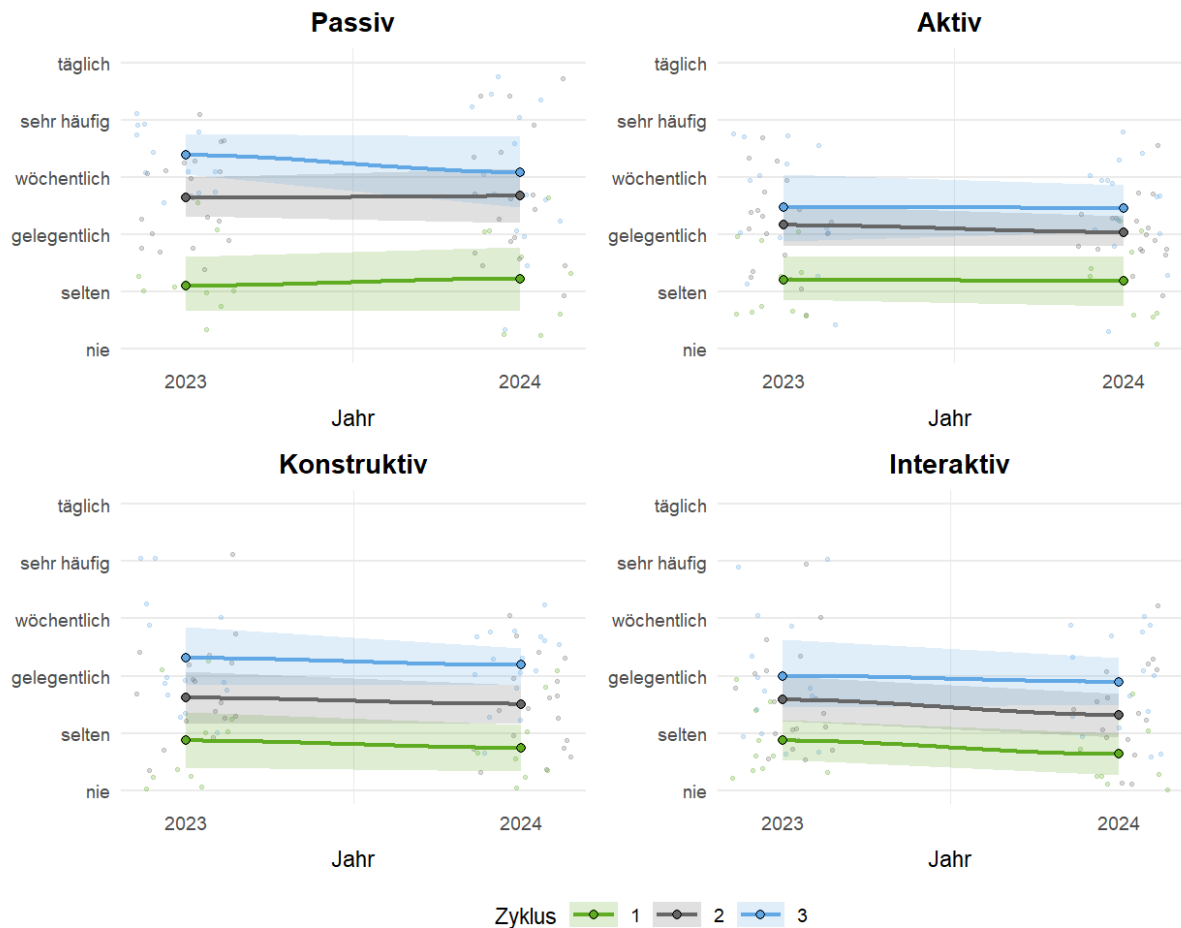 Passiv
täglich
sehr häufig
wöchentlich
gelegentlich
selten
nie
2023 2024
Jahr
Aktiv
täglich
sehr häufig
wöchentlich
gelegentlich
selten
nie
2023 2024
Jahr
Konstruktiv
täglich
sehr häufig
wöchentlich
gelegentlich
selten
nie
2023 2024
Jahr
Interaktiv
täglich
sehr häufig
wöchentlich
gelegentlich
selten
nie
2023 2024
Jahr
Zyklus 1 2 3